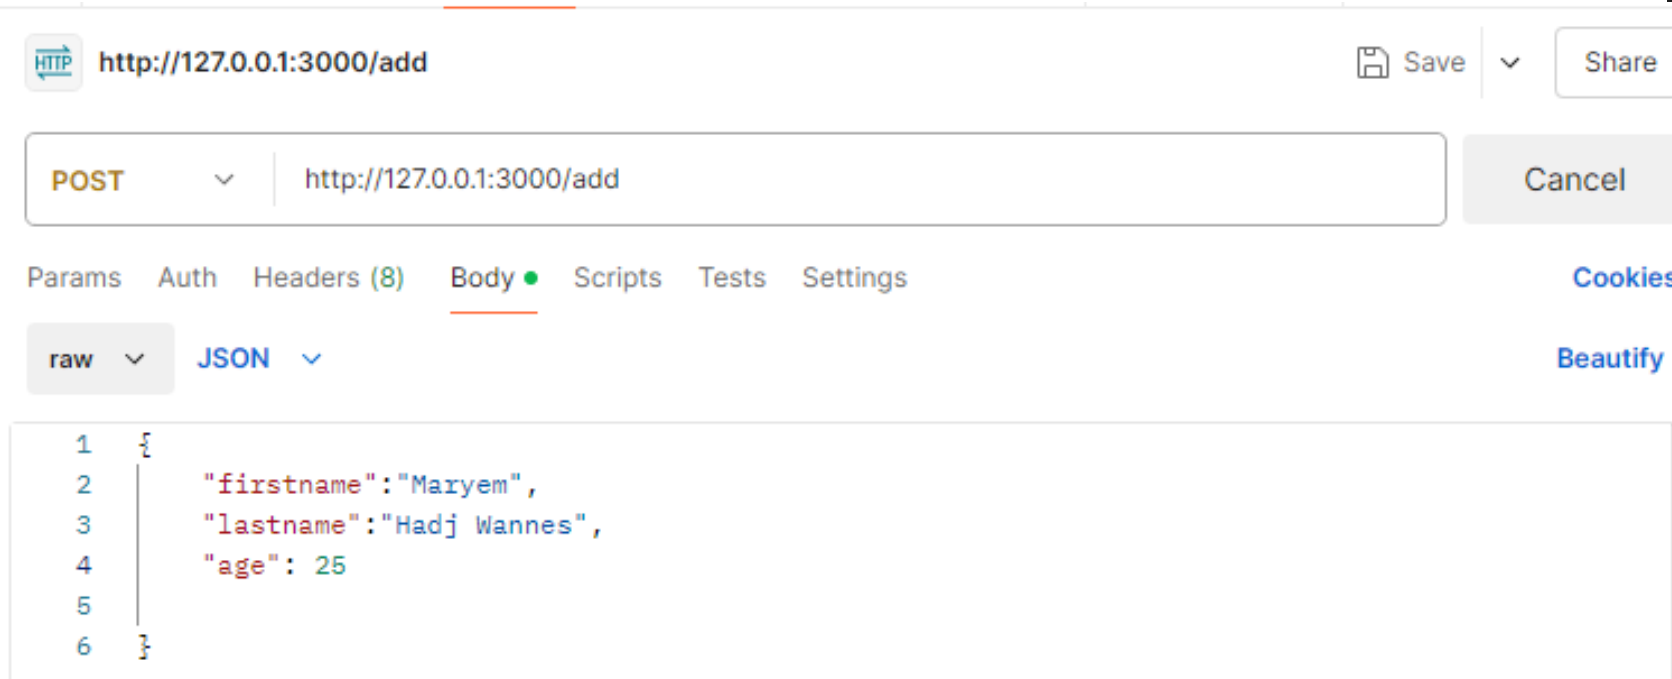 HTTP http://127.0.0.1:3000/add Save Share
POST http://127.0.0.1:3000/add Cancel
Params Auth Headers (8) Body Scripts Tests Settings Cookies
raw JSON Beautify
1 {
2 "firstname":"Maryem",
3 "lastname":"Hadj Wannes",
4 "age": 25
5
6 }